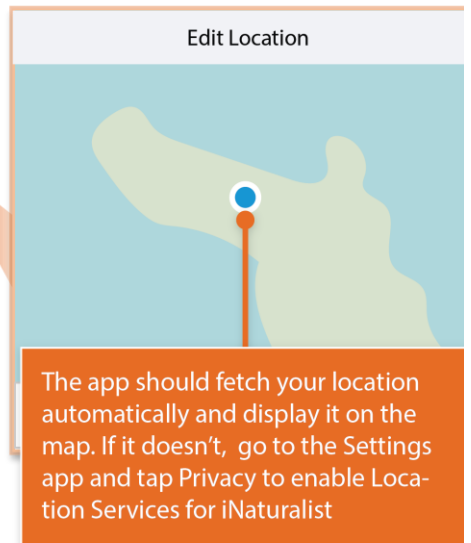 Edit Location
The app should fetch your location
automatically and display it on the
map. If it doesn’t,  go to the Settings
app and tap Privacy to enable Loca-
tion Services for iNaturalist